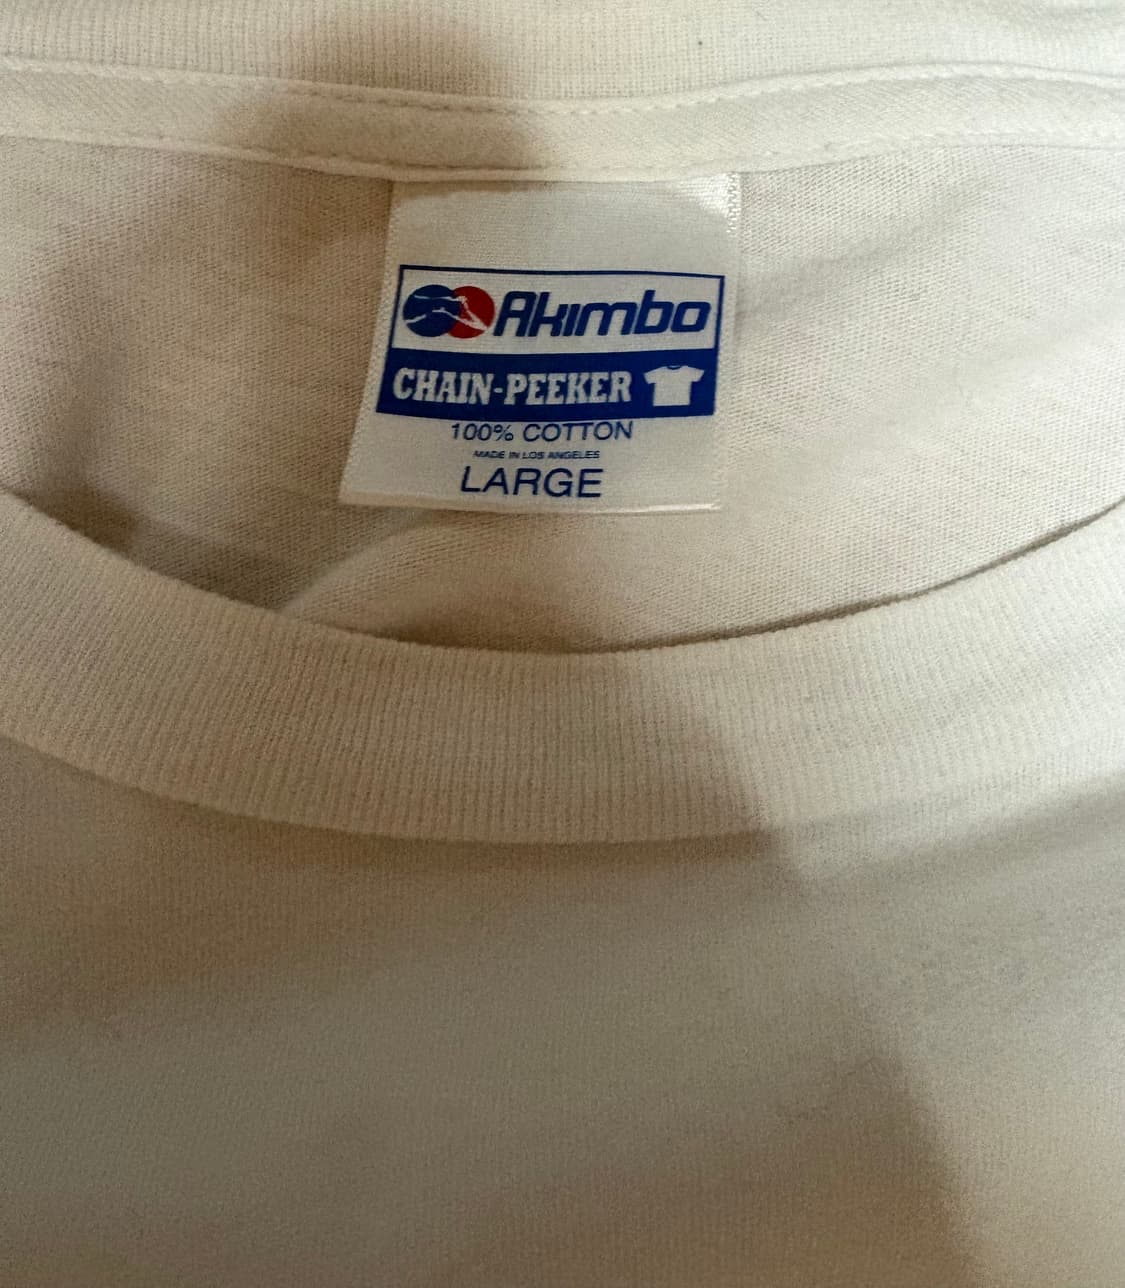 Akimbo
CHAIN-PEEKER
100% COTTON
MADE IN LOS ANGELES
LARGE